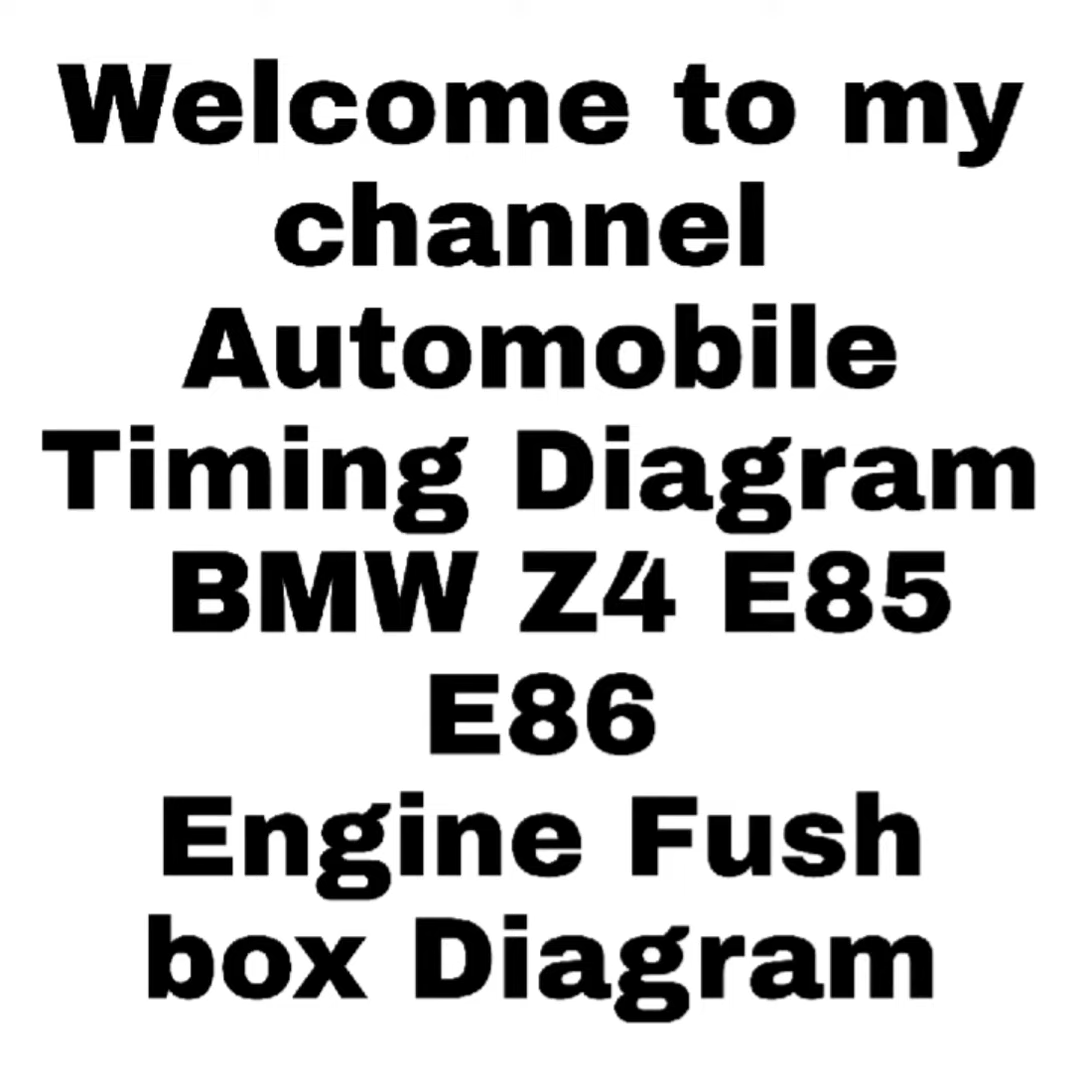 Welcome to my
channel
Automobile
Timing Diagram
BMW Z4 E85
E86
Engine Fush
box Diagram